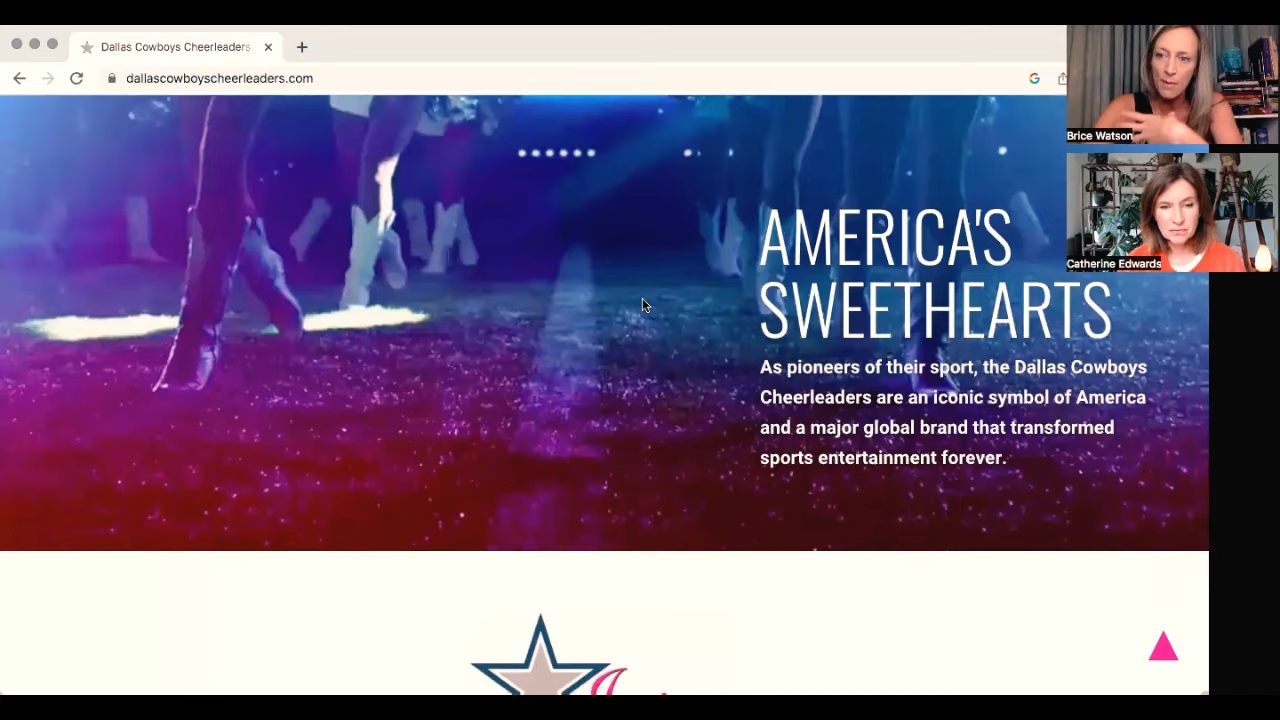 Dallas Cowboys Cheerleaders
dallascowboyscheerleaders.com
Brice Watson
Catherine Edwards
AMERICA'S
SWEETHEARTS
As pioneers of their sport, the Dallas Cowboys
Cheerleaders are an iconic symbol of America
and a major global brand that transformed
sports entertainment forever.